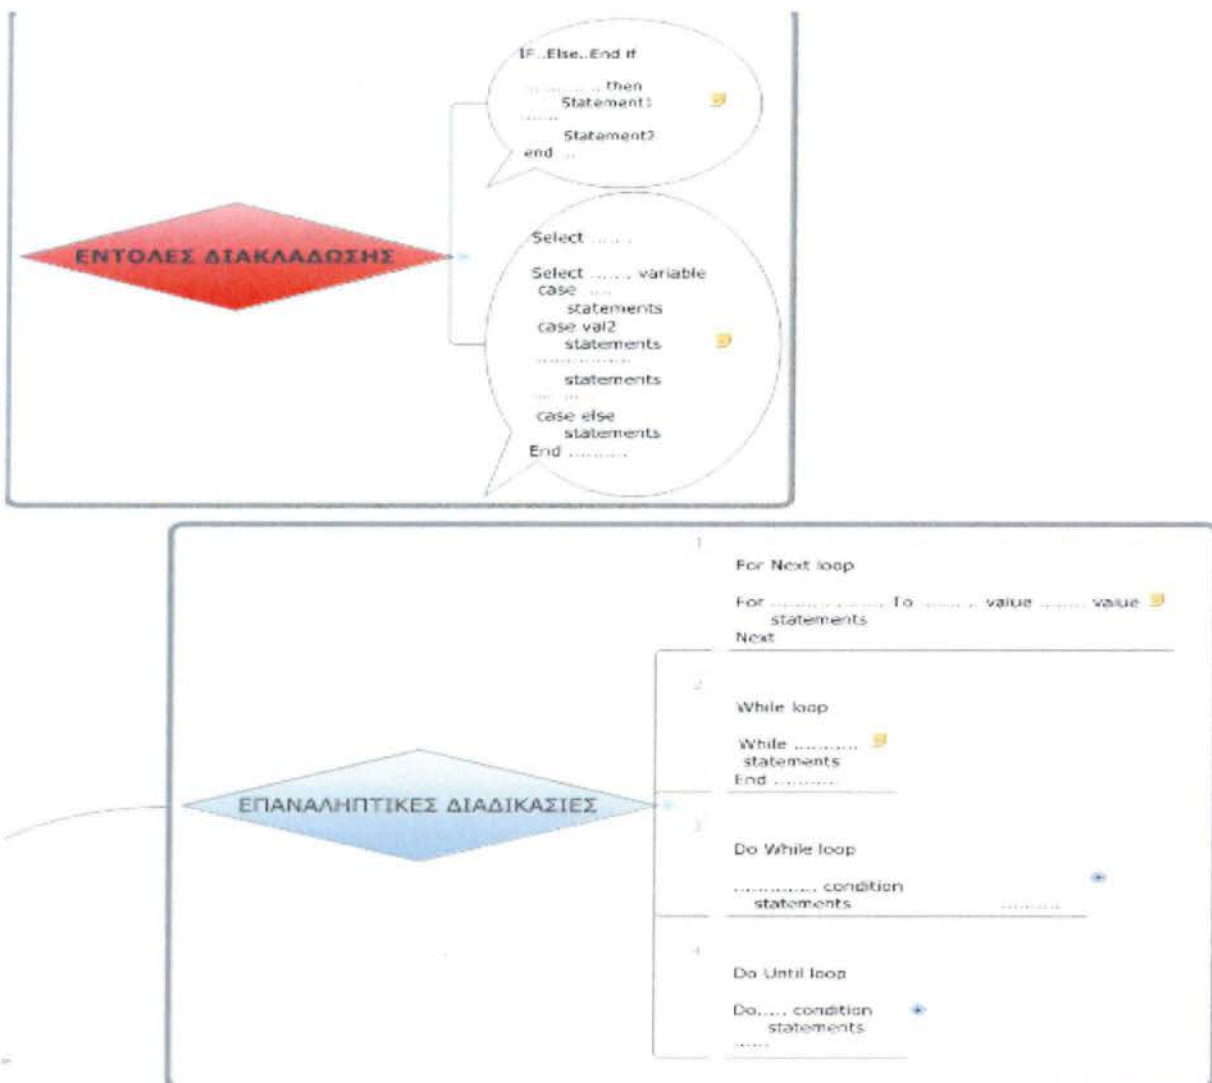 IF..Else..End if
.............. then
Statement1
.......
Statement2
end ...
ΕΝΤΟΛΕΣ ΔΙΑΚΛΑΔΩΣΗΣ
Select .......
Select ....... variable
case .....
statements
case val2
statements
.................
statements
.........
case else
statements
End ..........
1
For Next loop
For ................... To ......... value ........ value
statements
Next
2
While loop
While ...........
statements
End ...........
ΕΠΑΝΑΛΗΠΤΙΚΕΣ ΔΙΑΔΙΚΑΣΙΕΣ
3
Do While loop
.............. condition
statements ..........
4
Do Until loop
Do..... condition
statements
......